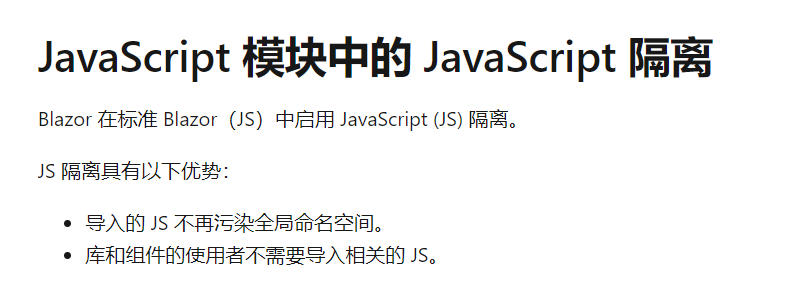 JavaScript 模块中的 JavaScript 隔离
Blazor 在标准 Blazor（JS）中启用 JavaScript (JS) 隔离。
JS 隔离具有以下优势：
• 导入的 JS 不再污染全局命名空间。
• 库和组件的使用者不需要导入相关的 JS。